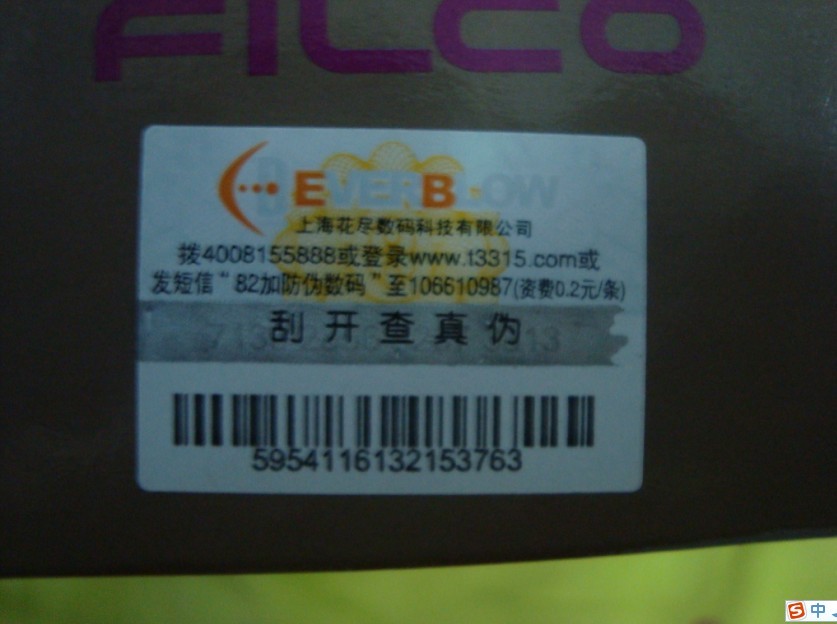 FILCO
EVERBLOW
上海花尽数码科技有限公司
拨4008155888或登录www.t3315.com或
发短信“82加防伪数码”至106610987(资费0.2元/条)
刮开查真伪
5954116132153763
中